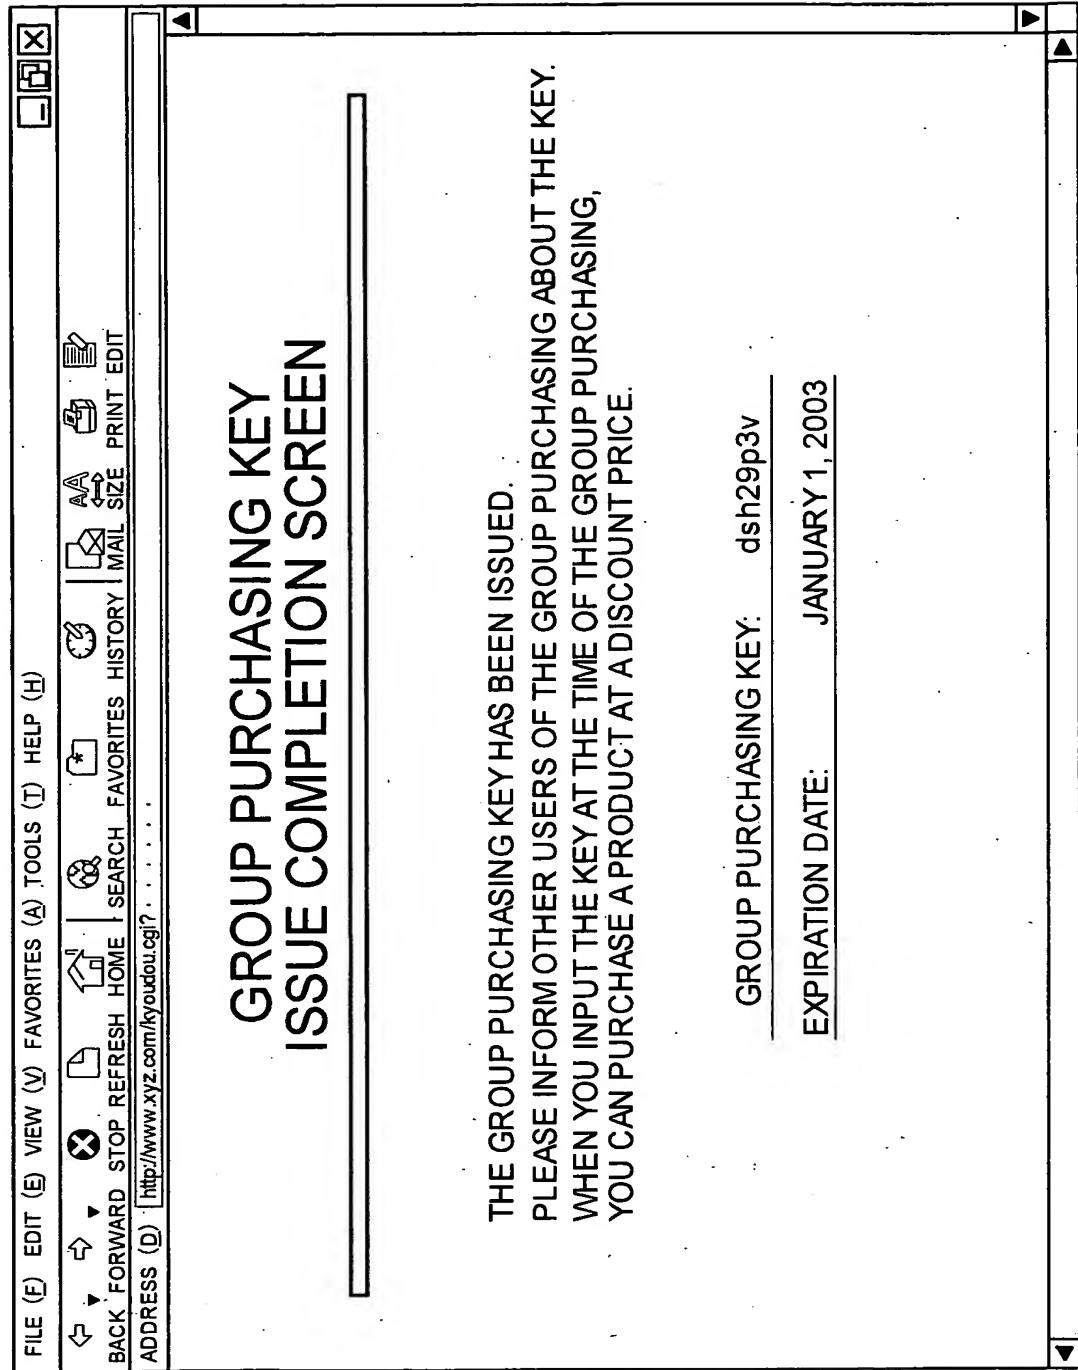 FILE (F) EDIT (E) VIEW (V) FAVORITES (A) TOOLS (T) HELP (H)
BACK FORWARD STOP REFRESH HOME SEARCH FAVORITES HISTORY MAIL SIZE PRINT EDIT
ADDRESS (D) http://www.xyz.com/kyoudou.cgi? . . . . . . .
GROUP PURCHASING KEY
ISSUE COMPLETION SCREEN
THE GROUP PURCHASING KEY HAS BEEN ISSUED.
PLEASE INFORM OTHER USERS OF THE GROUP PURCHASING ABOUT THE KEY.
WHEN YOU INPUT THE KEY AT THE TIME OF THE GROUP PURCHASING,
YOU CAN PURCHASE A PRODUCT AT A DISCOUNT PRICE.
GROUP PURCHASING KEY: dsh29p3v
EXPIRATION DATE: JANUARY 1, 2003